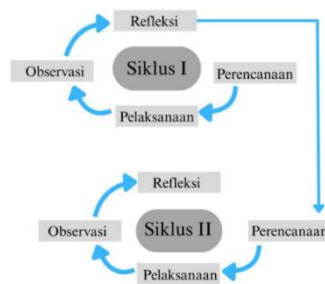 Refleksi
Observasi
Siklus I
Perencanaan
Pelaksanaan
Refleksi
Observasi
Siklus II
Perencanaan
Pelaksanaan